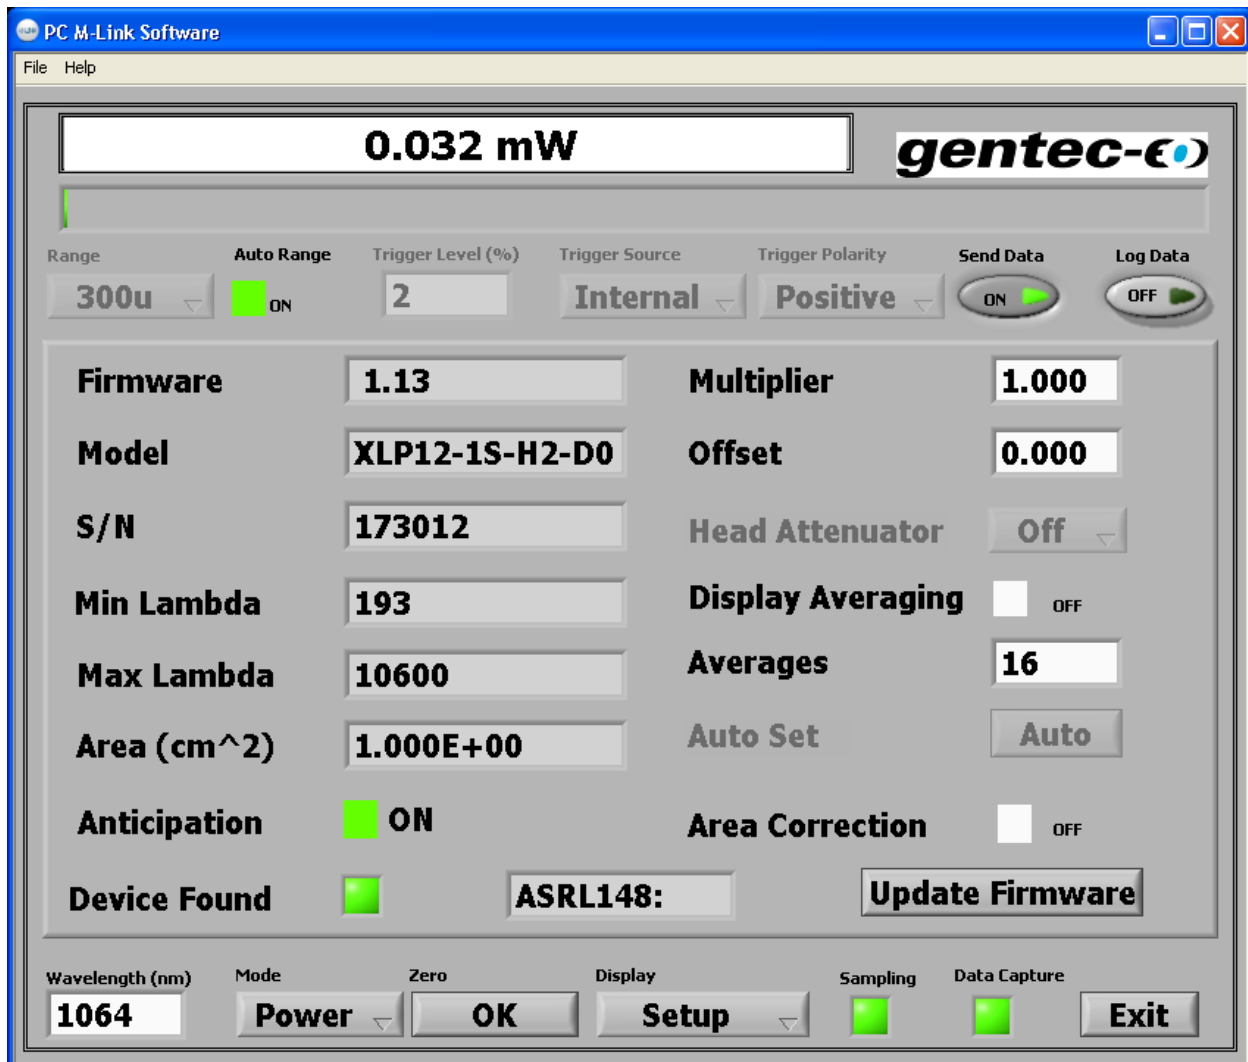 PC M-Link Software
File Help
0.032 mW
gentec-EO
Range Auto Range Trigger Level (%) Trigger Source Trigger Polarity Send Data Log Data
300u ON 2 Internal Positive ON OFF
Firmware 1.13 Multiplier 1.000
Model XLP12-1S-H2-D0 Offset 0.000
S/N 173012 Head Attenuator Off
Min Lambda 193 Display Averaging OFF
Max Lambda 10600 Averages 16
Area (cm^2) 1.000E+00 Auto Set Auto
Anticipation ON Area Correction OFF
Device Found ASRL148: Update Firmware
Wavelength (nm) Mode Zero Display Sampling Data Capture
1064 Power OK Setup Exit